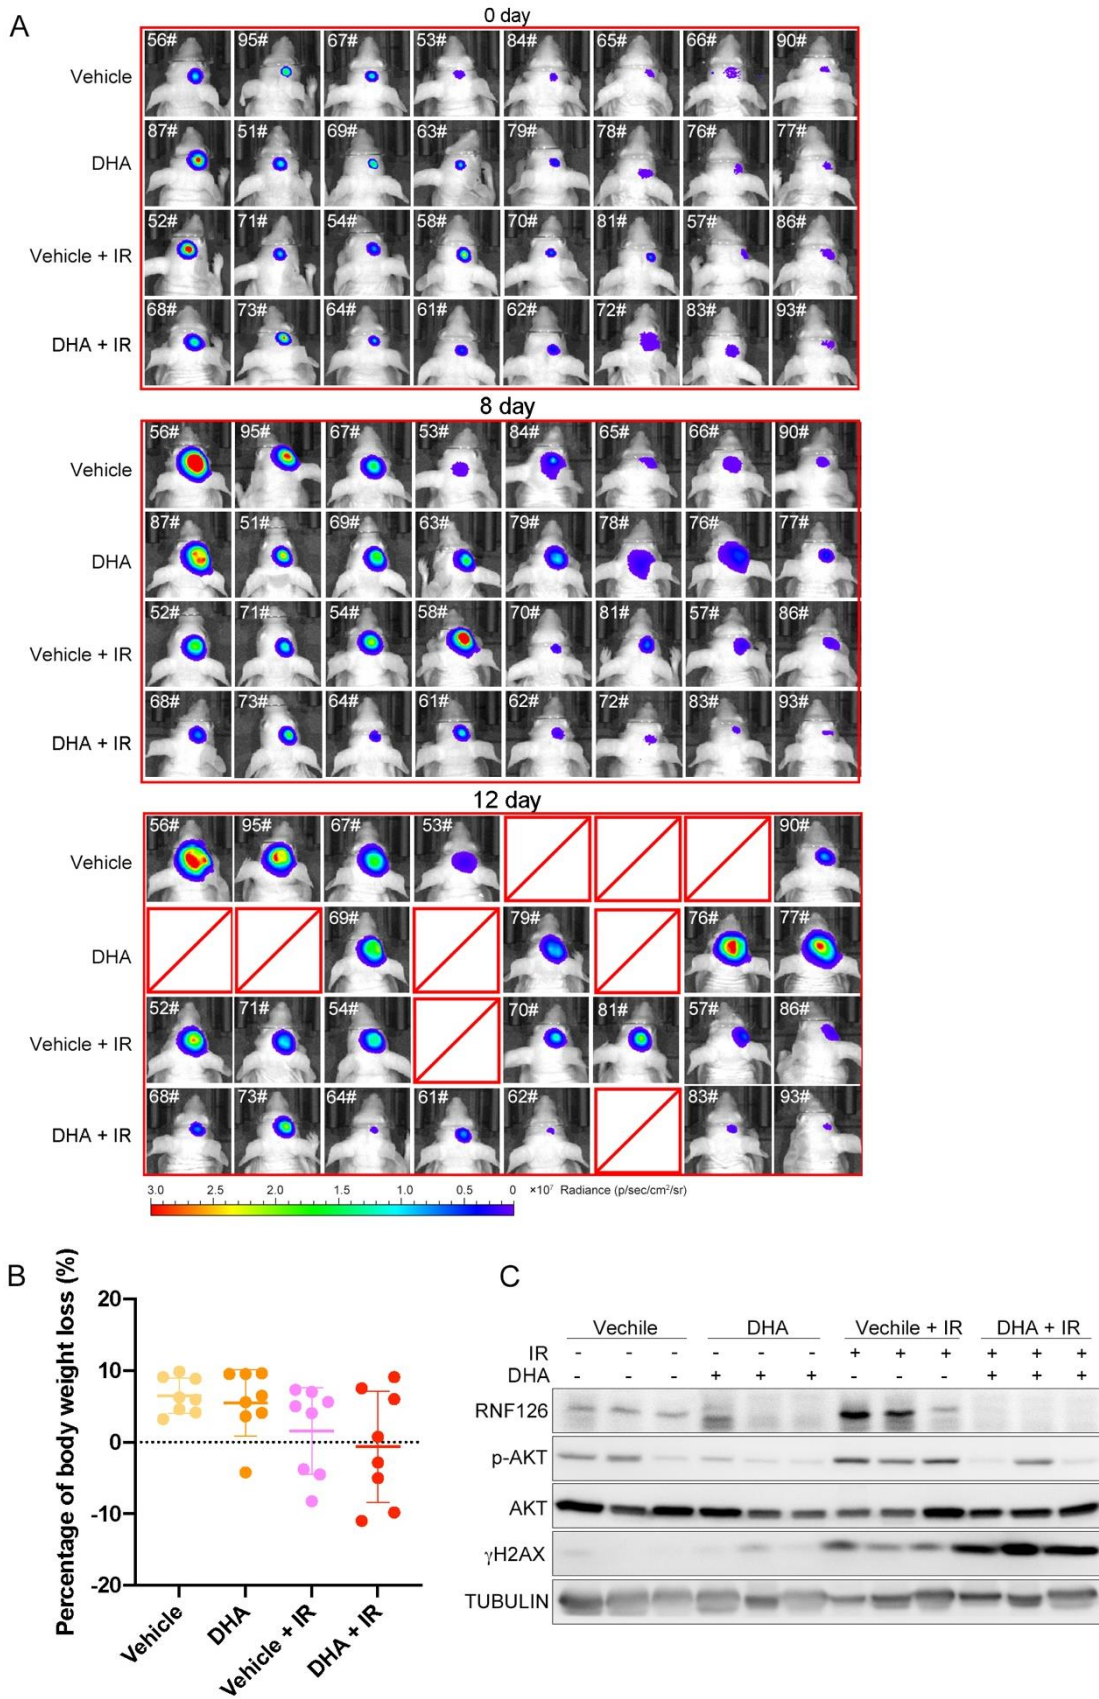 A
0 day
Vehicle 56# 95# 67# 53# 84# 65# 66# 90#
DHA 87# 51# 69# 63# 79# 78# 76# 77#
Vehicle + IR 52# 71# 54# 58# 70# 81# 57# 86#
DHA + IR 68# 73# 64# 61# 62# 72# 83# 93#
8 day
Vehicle 56# 95# 67# 53# 84# 65# 66# 90#
DHA 87# 51# 69# 63# 79# 78# 76# 77#
Vehicle + IR 52# 71# 54# 58# 70# 81# 57# 86#
DHA + IR 68# 73# 64# 61# 62# 72# 83# 93#
12 day
Vehicle 56# 95# 67# 53# 90#
DHA 69# 79# 76# 77#
Vehicle + IR 52# 71# 54# 70# 81# 57# 86#
DHA + IR 68# 73# 64# 61# 62# 83# 93#
3.0 2.5 2.0 1.5 1.0 0.5 0 ×10⁷ Radiance (p/sec/cm²/sr)
B
Percentage of body weight loss (%)
20
10
0
-10
-20
Vehicle DHA Vehicle + IR DHA + IR
C
Vechile DHA Vechile + IR DHA + IR
IR - - - - - - + + + + + +
DHA - - - + + + - - - + + +
RNF126
p-AKT
AKT
γH2AX
TUBULIN